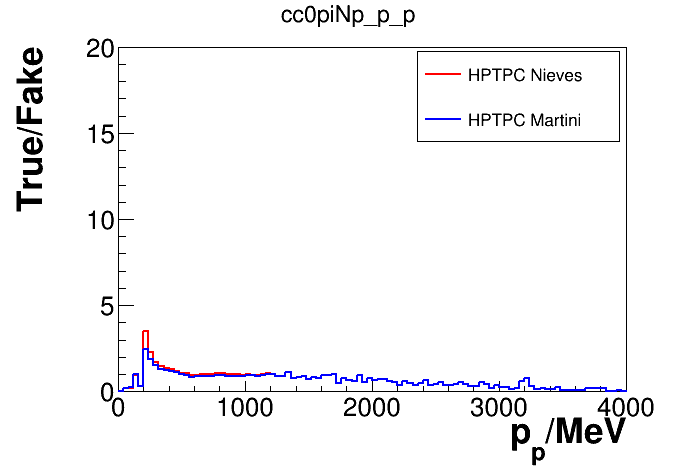 cc0piNp_p_p
True/Fake
20
15
10
5
0
HPTPC Nieves
HPTPC Martini
0 1000 2000 3000 4000
p_p/MeV